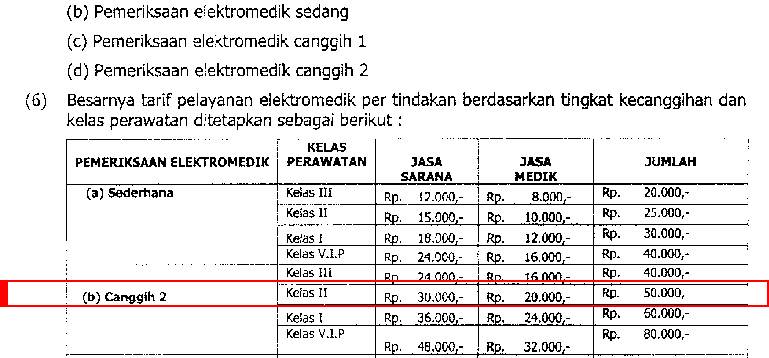 (b) Pemeriksaan elektromedik sedang
(c) Pemeriksaan elektromedik canggih 1
(d) Pemeriksaan elektromedik canggih 2
(6) Besarnya tarif pelayanan elektromedik per tindakan berdasarkan tingkat kecanggihan dan
kelas perawatan ditetapkan sebagai berikut :
PEMERIKSAAN ELEKTROMEDIK KELAS PERAWATAN JASA SARANA JASA MEDIK JUMLAH
(a) Sederhana Kelas III Rp. 12.000,- Rp. 8.000,- Rp. 20.000,-
Kelas II Rp. 15.000,- Rp. 10.000,- Rp. 25.000,-
Kelas I Rp. 18.000,- Rp. 12.000,- Rp. 30.000,-
Kelas V.I.P Rp. 24.000,- Rp. 16.000,- Rp. 40.000,-
Kelas III Rp. 24.000,- Rp. 16.000,- Rp. 40.000,-
(b) Canggih 2 Kelas II Rp. 30.000,- Rp. 20.000,- Rp. 50.000,
Kelas I Rp. 36.000,- Rp. 24.000,- Rp. 60.000,-
Kelas V.I.P Rp. 48.000,- Rp. 32.000,- Rp. 80.000,-